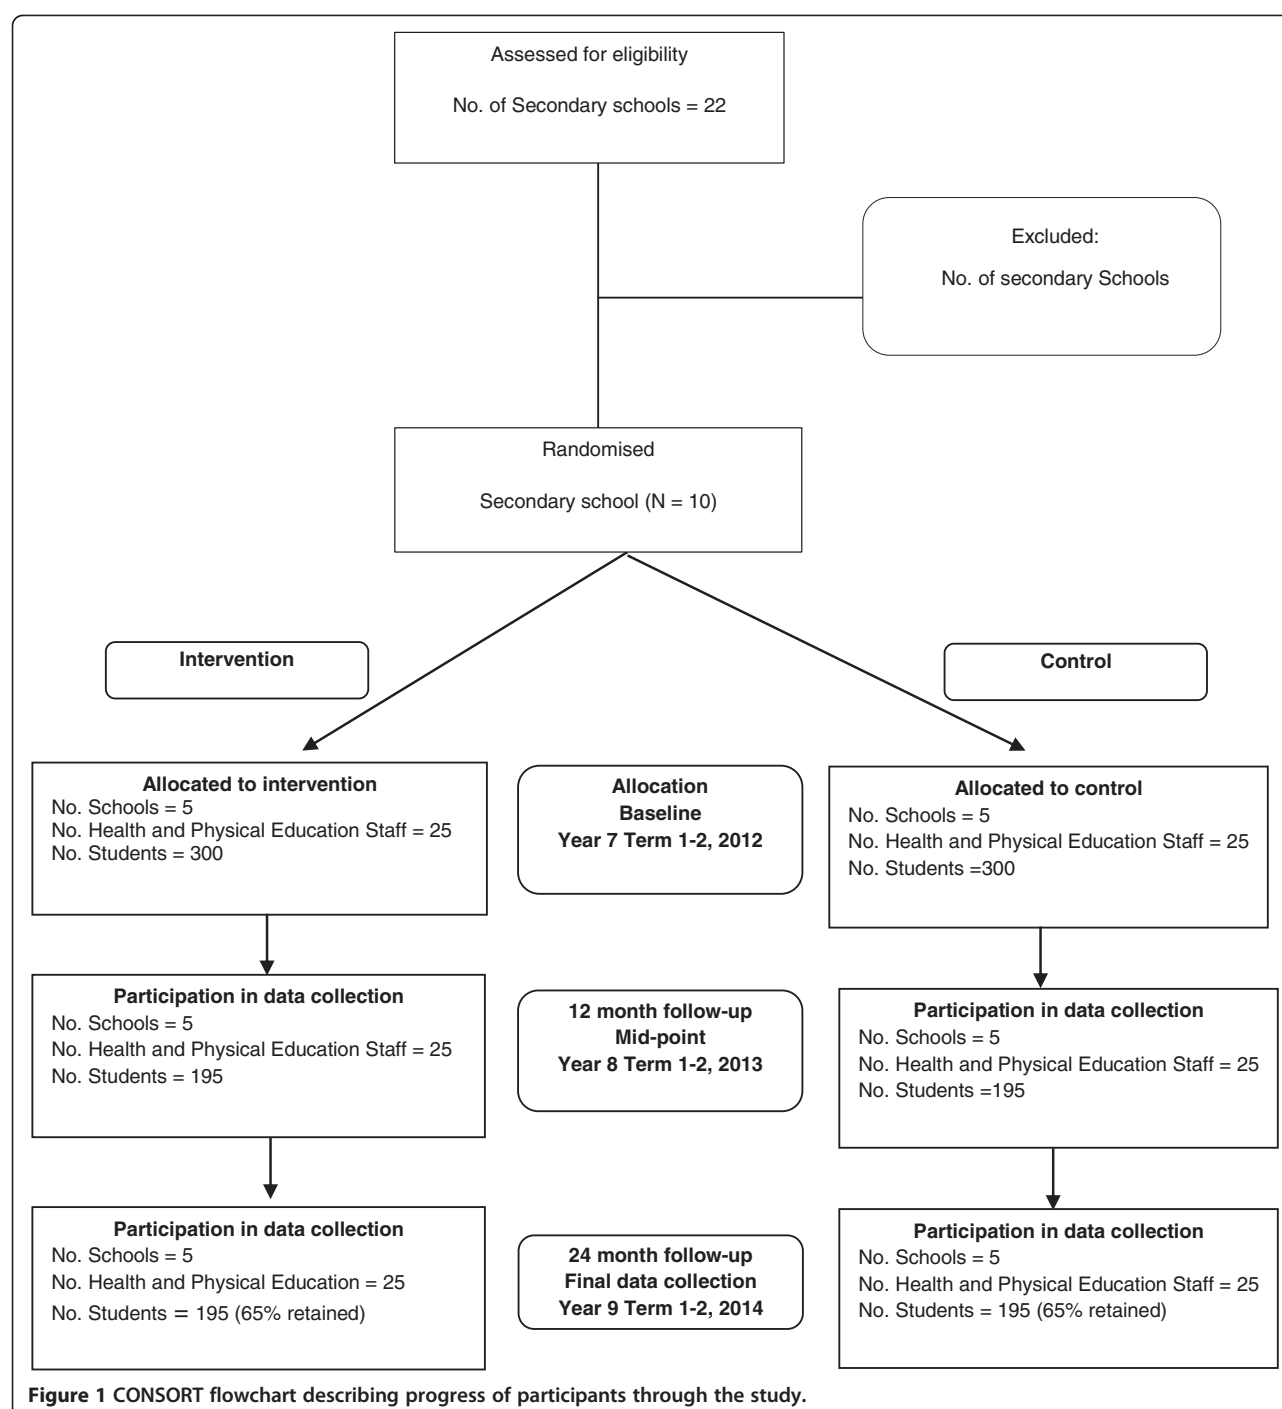 Assessed for eligibility
No. of Secondary schools = 22
Excluded:
No. of secondary Schools
Randomised
Secondary school (N = 10)
Intervention
Control
Allocated to intervention
No. Schools = 5
No. Health and Physical Education Staff = 25
No. Students = 300
Allocation
Baseline
Year 7 Term 1-2, 2012
Allocated to control
No. Schools = 5
No. Health and Physical Education Staff = 25
No. Students =300
Participation in data collection
No. Schools = 5
No. Health and Physical Education Staff = 25
No. Students = 195
12 month follow-up
Mid-point
Year 8 Term 1-2, 2013
Participation in data collection
No. Schools = 5
No. Health and Physical Education Staff = 25
No. Students =195
Participation in data collection
No. Schools = 5
No. Health and Physical Education = 25
No. Students = 195 (65% retained)
24 month follow-up
Final data collection
Year 9 Term 1-2, 2014
Participation in data collection
No. Schools = 5
No. Health and Physical Education Staff = 25
No. Students = 195 (65% retained)
Figure 1 CONSORT flowchart describing progress of participants through the study.